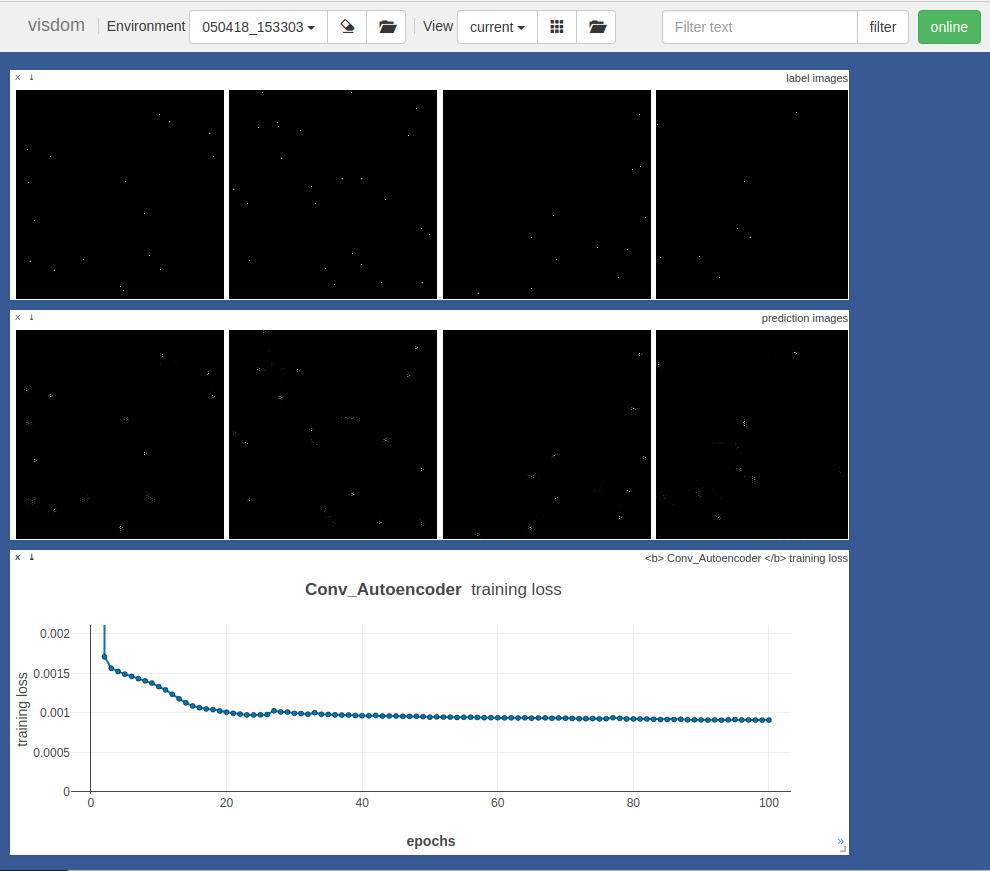 visdom Environment 050418_153303 View current Filter text filter online
x ↓ label images
x ↓ prediction images
x ↓ <b> Conv_Autoencoder </b> training loss
Conv_Autoencoder training loss
0.002
0.0015
0.001
0.0005
0
training loss
0 20 40 60 80 100
epochs
»